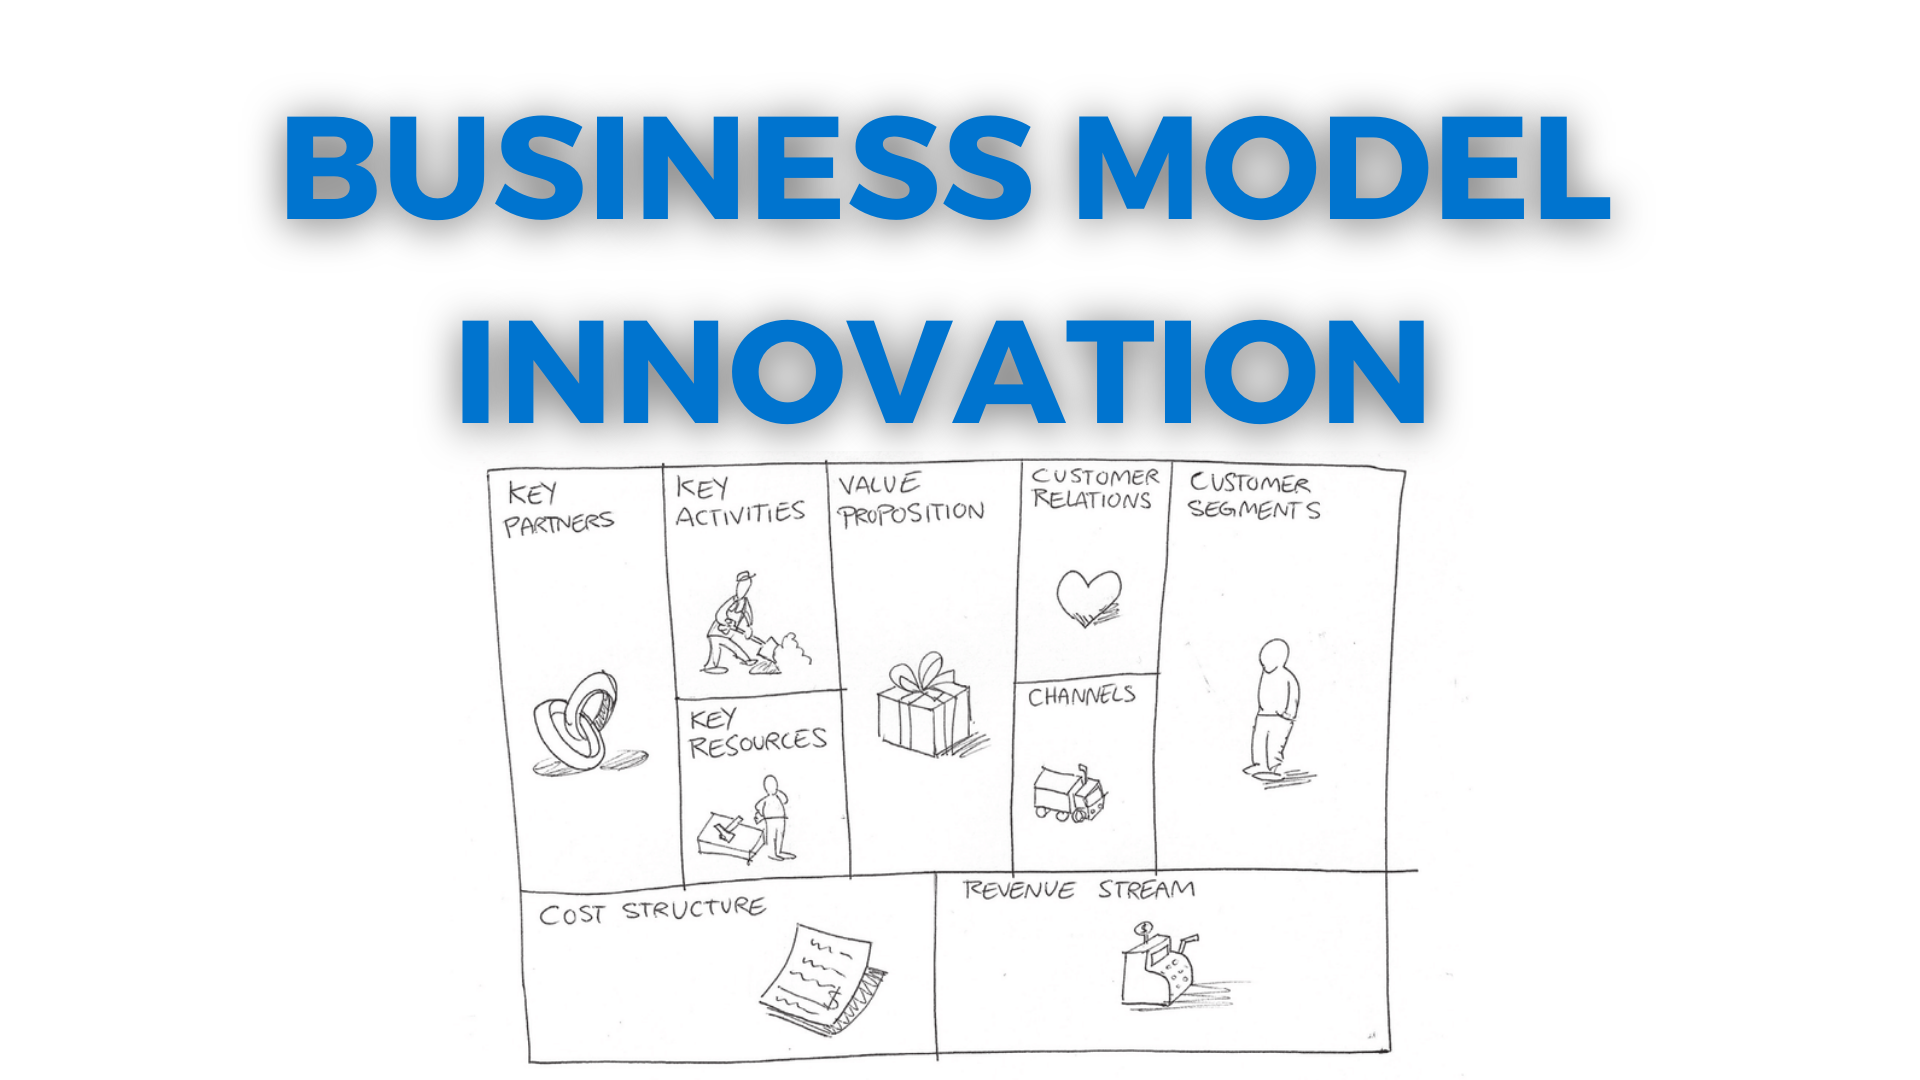 BUSINESS MODEL
INNOVATION
KEY
PARTNERS
KEY
ACTIVITIES
KEY
RESOURCES
VALUE
PROPOSITION
CUSTOMER
RELATIONS
CHANNELS
CUSTOMER
SEGMENTS
COST STRUCTURE
$
REVENUE STREAM
$